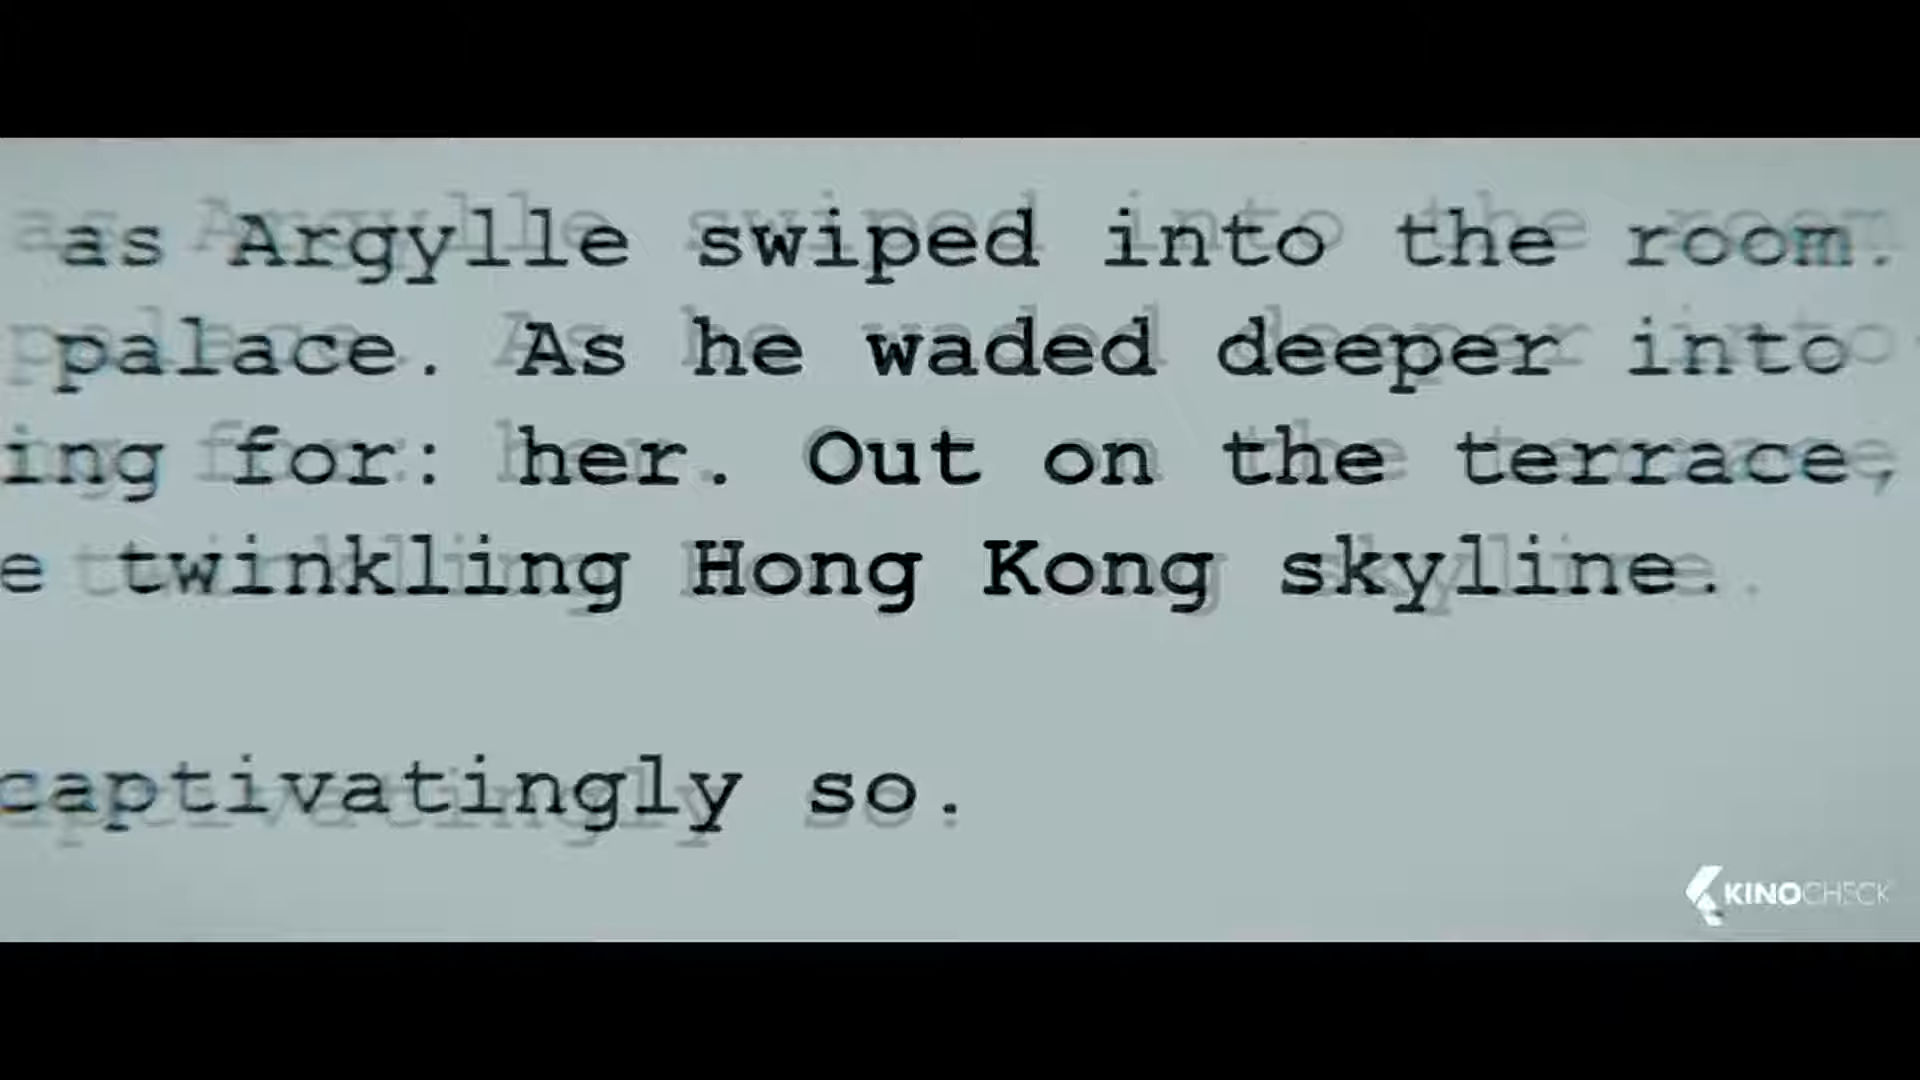 as Argylle swiped into the room.
palace. As he waded deeper into
ing for: her. Out on the terrace,
e twinkling Hong Kong skyline.
captivatingly so.
KINOCHECK